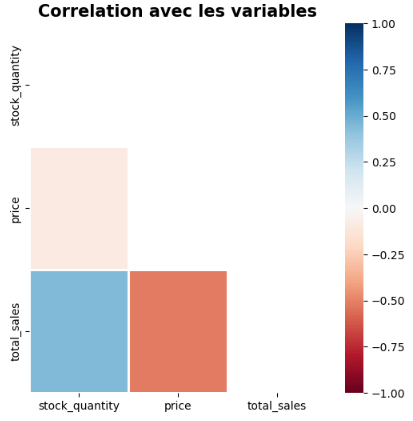 Correlation avec les variables
stock_quantity
price
total_sales
stock_quantity
price
total_sales
1.00
0.75
0.50
0.25
0.00
−0.25
−0.50
−0.75
−1.00